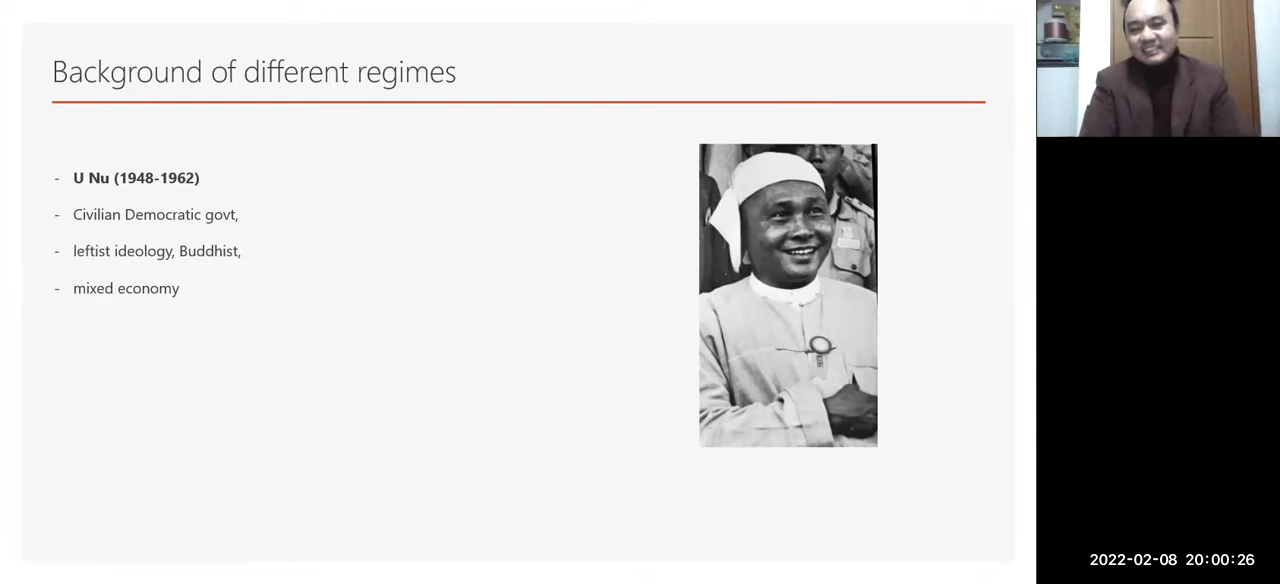 Background of different regimes
- U Nu (1948-1962)
- Civilian Democratic govt,
- leftist ideology, Buddhist,
- mixed economy
2022-02-08 20:00:26